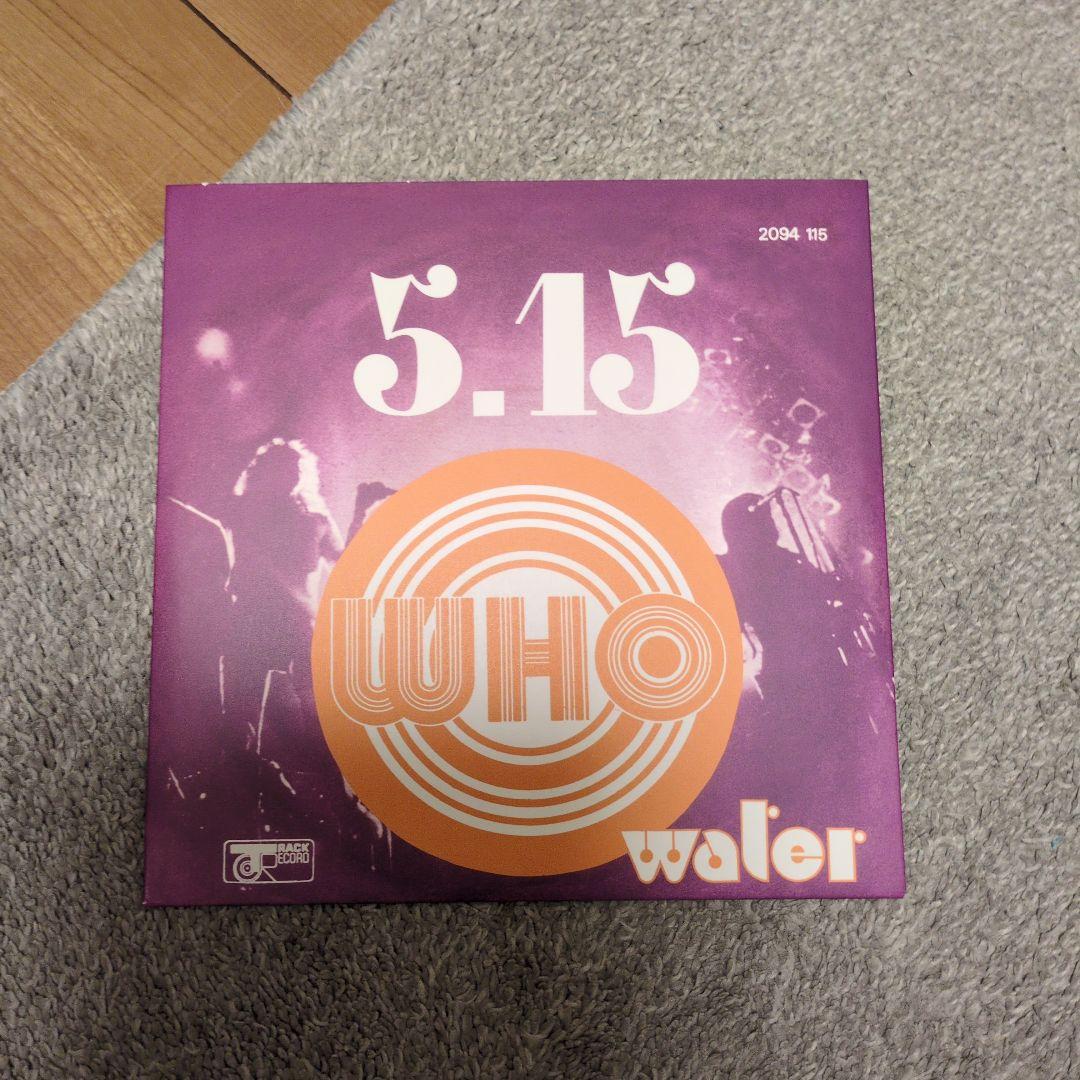 2094 115
5.15
WHO
water
TRACK
RECORD